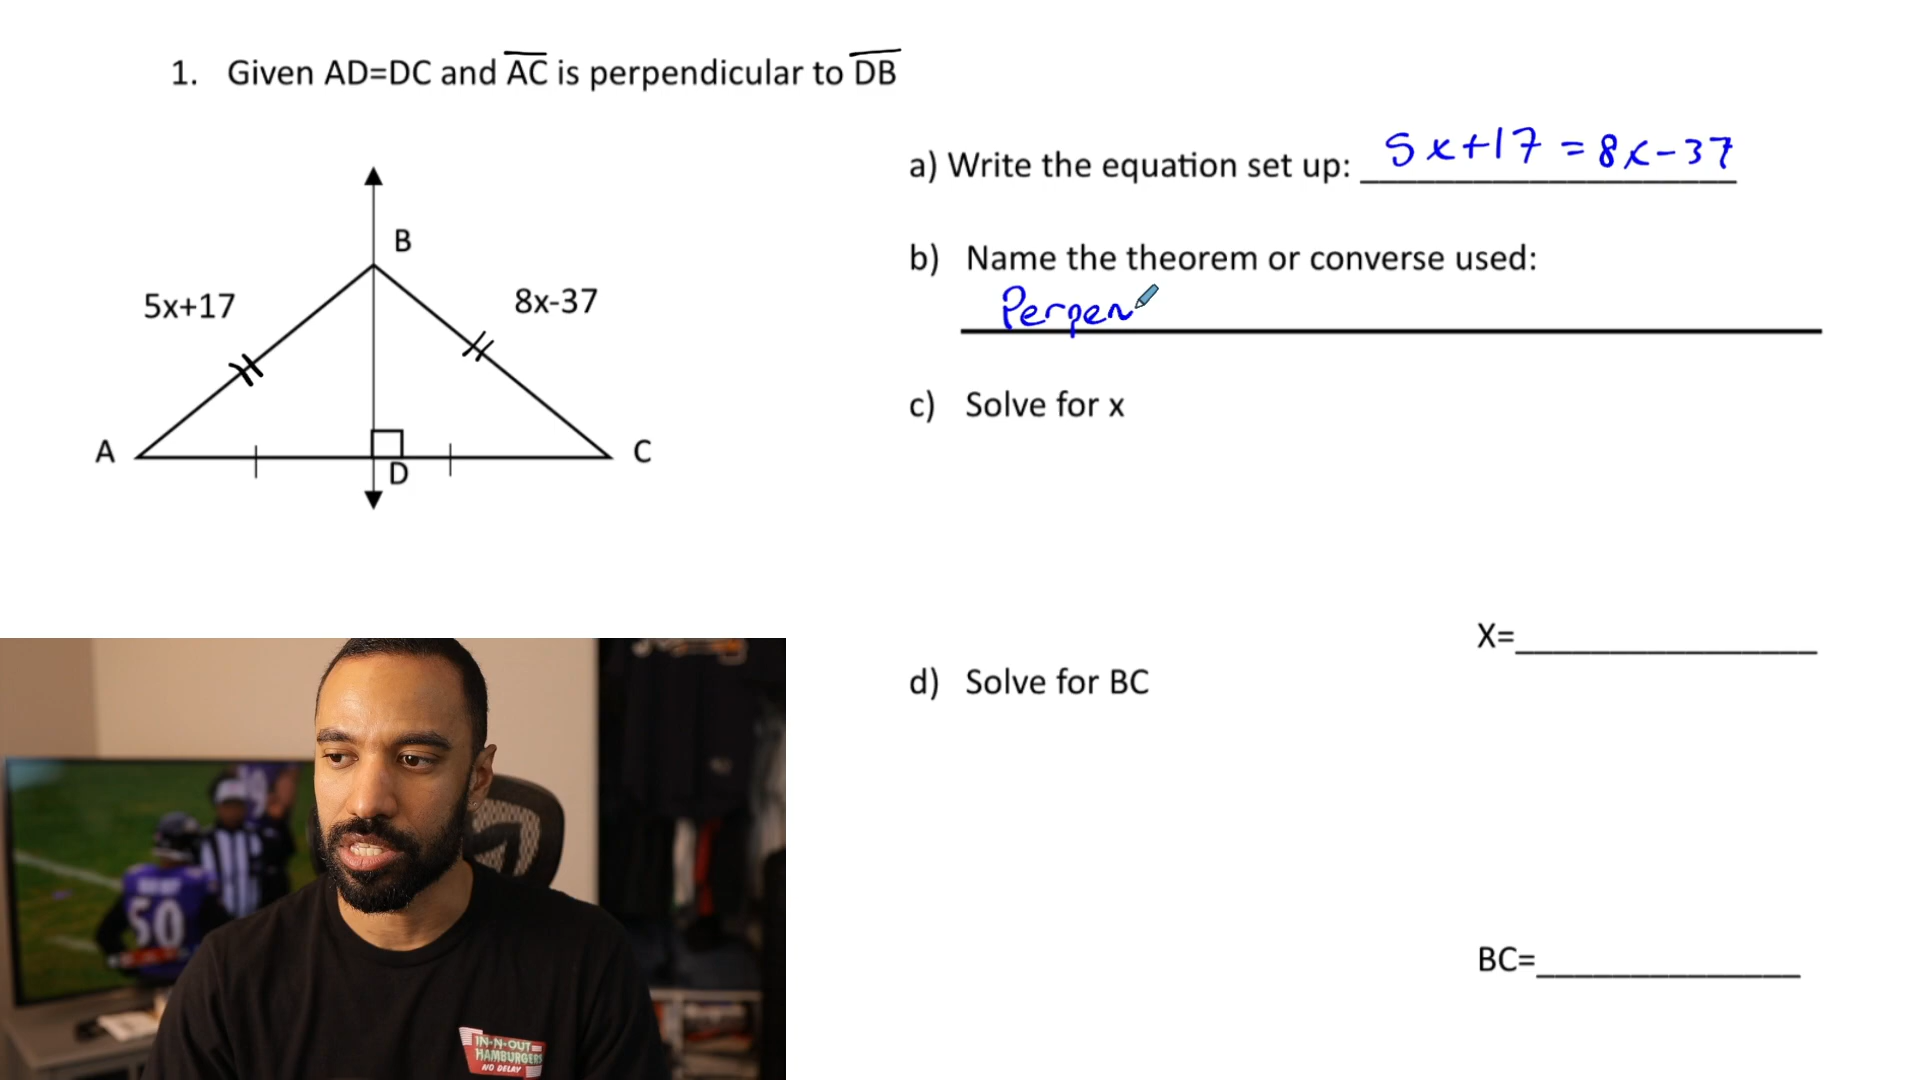 1. Given AD=DC and AC is perpendicular to DB
a) Write the equation set up: 5x+17=8x-37
b) Name the theorem or converse used:
Perpen
B
5x+17
8x-37
A
D
C
c) Solve for x
X=
d) Solve for BC
BC=
50
IN-N-OUT
HAMBURGERS
NO DELAY